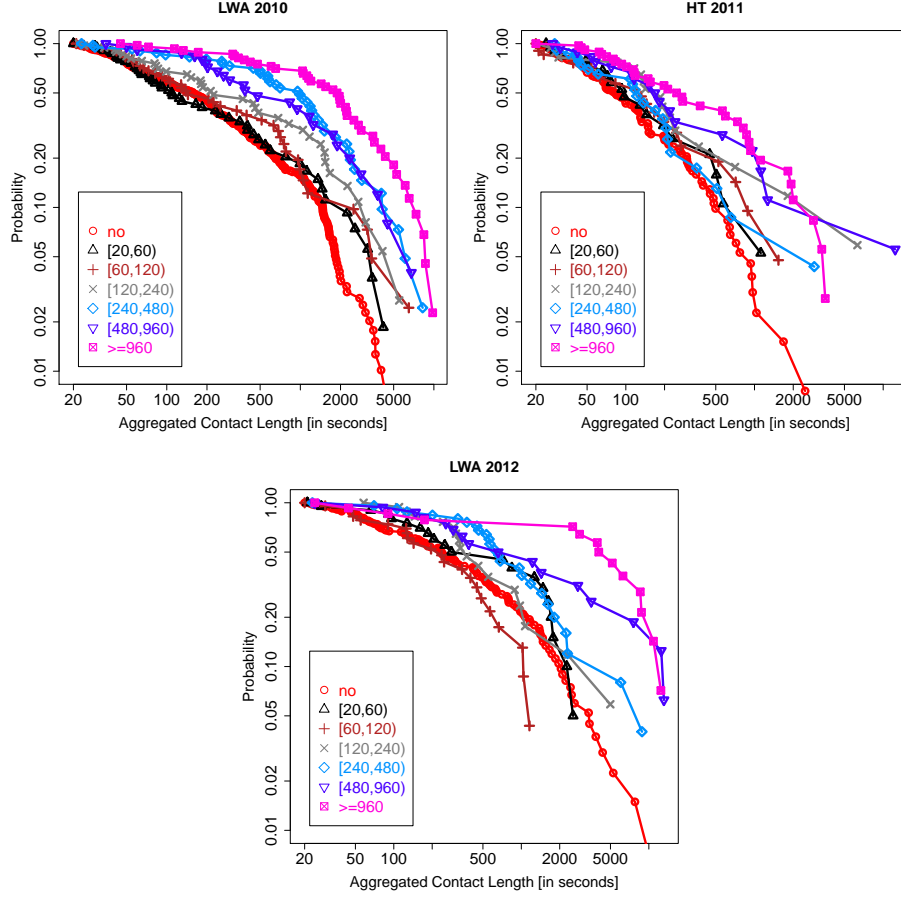 LWA 2010
Probability
1.00
0.50
0.20
0.10
0.05
0.02
0.01
no
[20,60)
[60,120)
[120,240)
[240,480)
[480,960)
>=960
20 50 100 200 500 2000 5000
Aggregated Contact Length [in seconds]
HT 2011
Probability
1.00
0.50
0.20
0.10
0.05
0.02
0.01
no
[20,60)
[60,120)
[120,240)
[240,480)
[480,960)
>=960
20 50 100 500 2000 5000
Aggregated Contact Length [in seconds]
LWA 2012
Probability
1.00
0.50
0.20
0.10
0.05
0.02
0.01
no
[20,60)
[60,120)
[120,240)
[240,480)
[480,960)
>=960
20 50 100 500 2000 5000
Aggregated Contact Length [in seconds]